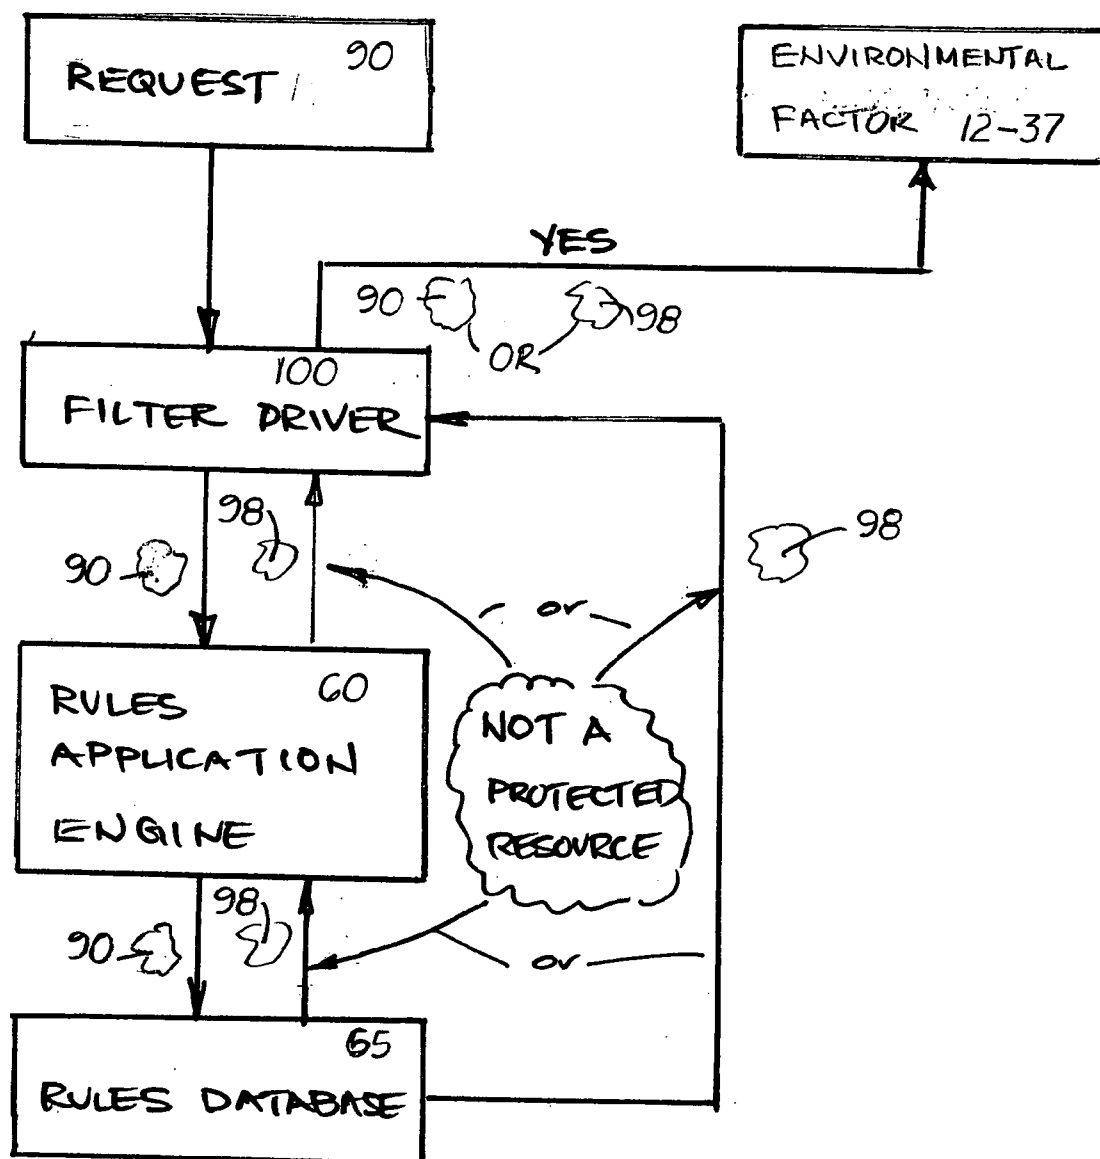 90
REQUEST
ENVIRONMENTAL
FACTOR 12-37
YES
90
98
OR
100
FILTER DRIVER
98
90
98
or
60
RULES
APPLICATION
ENGINE
NOT A
PROTECTED
RESOURCE
98
90
or
65
RULES DATABASE